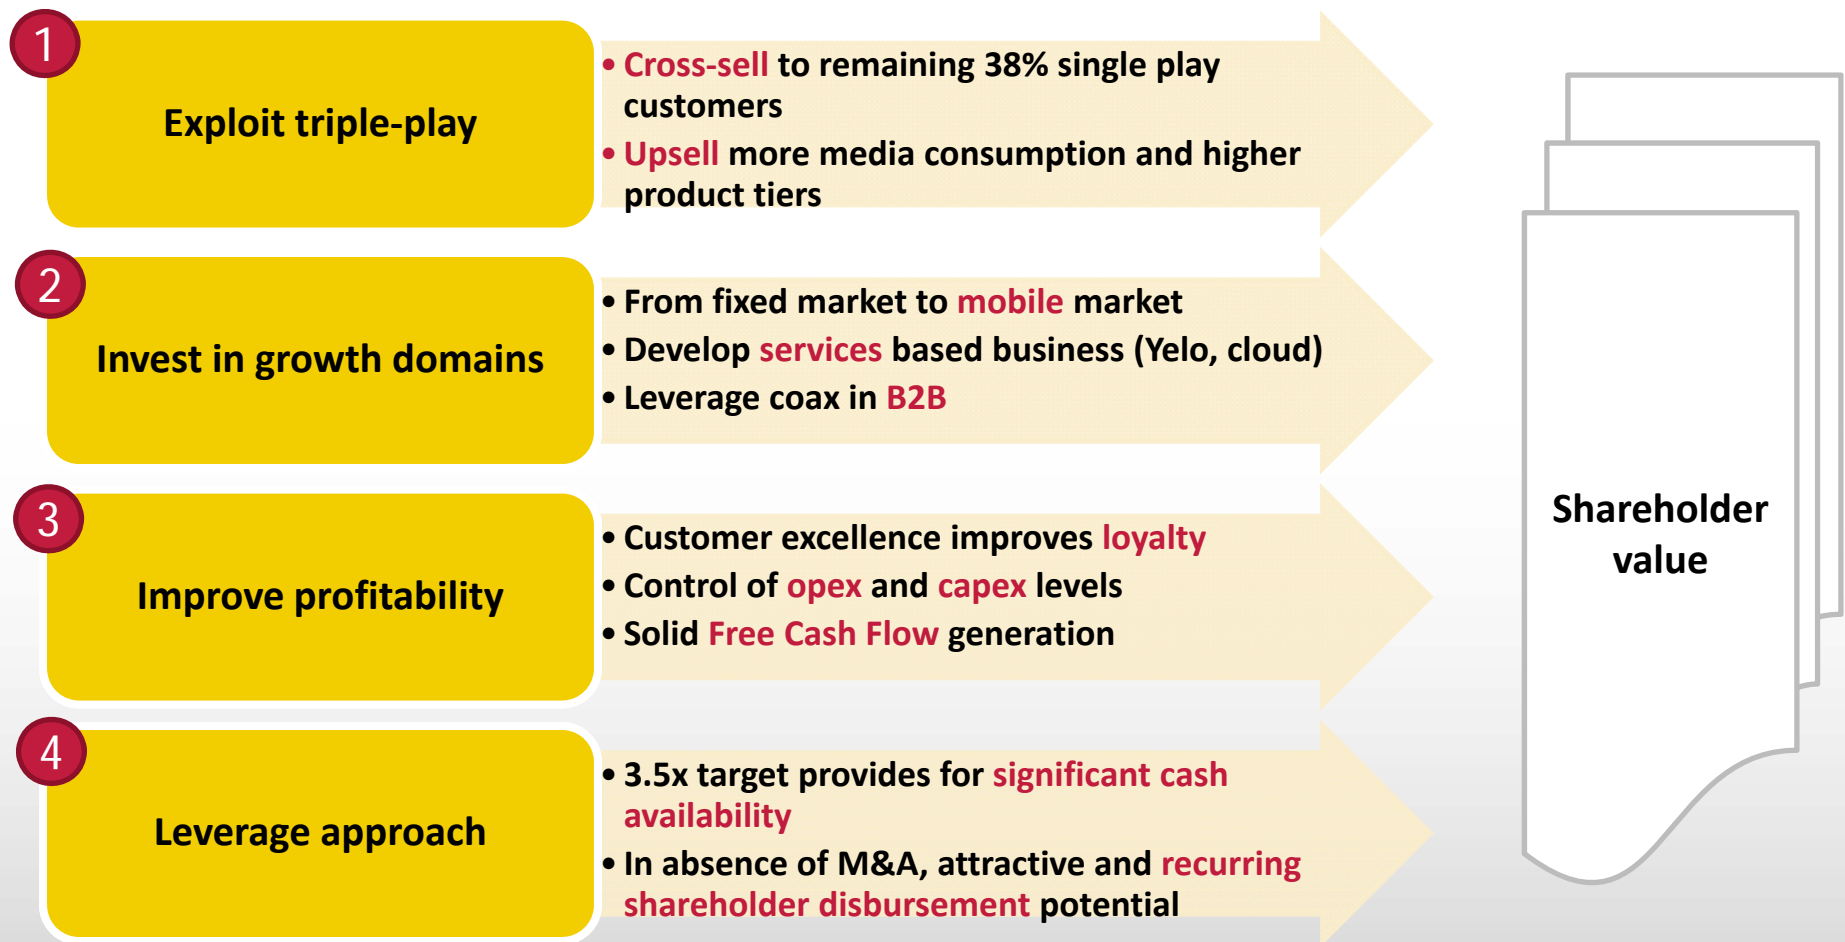 1
Exploit triple-play
• Cross-sell to remaining 38% single play
customers
• Upsell more media consumption and higher
product tiers
2
Invest in growth domains
• From fixed market to mobile market
• Develop services based business (Yelo, cloud)
• Leverage coax in B2B
3
Improve profitability
• Customer excellence improves loyalty
• Control of opex and capex levels
• Solid Free Cash Flow generation
4
Leverage approach
• 3.5x target provides for significant cash
availability
• In absence of M&A, attractive and recurring
shareholder disbursement potential
Shareholder
value